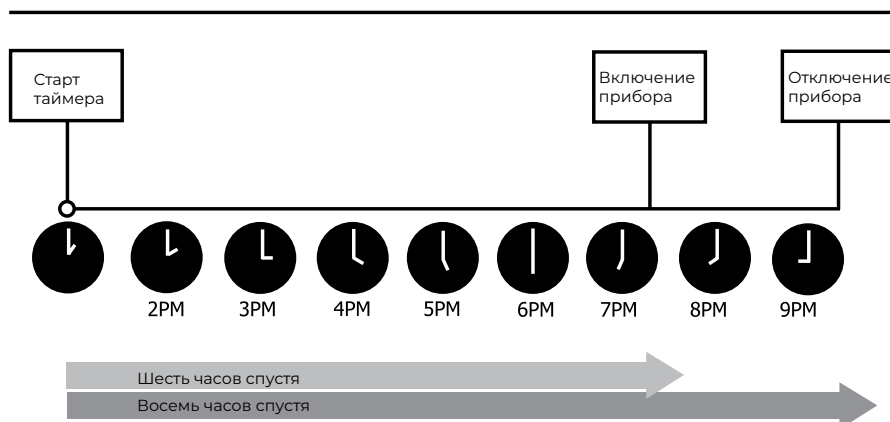 Старт
таймера
Включение
прибора
Отключение
прибора
2PM 3PM 4PM 5PM 6PM 7PM 8PM 9PM
Шесть часов спустя
Восемь часов спустя